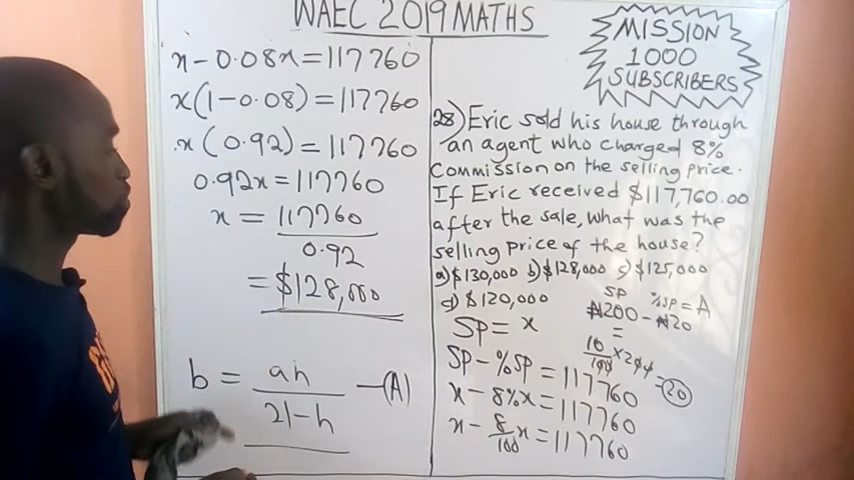 WAEC 2019 MATHS
MISSION
1000
SUBSCRIBERS
x - 0.08x = 117760
x(1 - 0.08) = 117760
x(0.92) = 117760
0.92x = 117760
x = 117760
0.92
= $128,000
b = ah —(A)
21-h
28) Eric sold his house through
an agent who charged 8%
Commission on the selling price.
If Eric received $117,760.00
after the sale, what was the
selling price of the house?
a) $130,000 b) $128,000 c) $125,000
d) $120,000
SP %SP = A
₦200 - ₦20
=
SP = x
10/100 × 200 = 20
SP - %SP = 117760
x - 8%x = 117760
x - 8/100 x = 117760